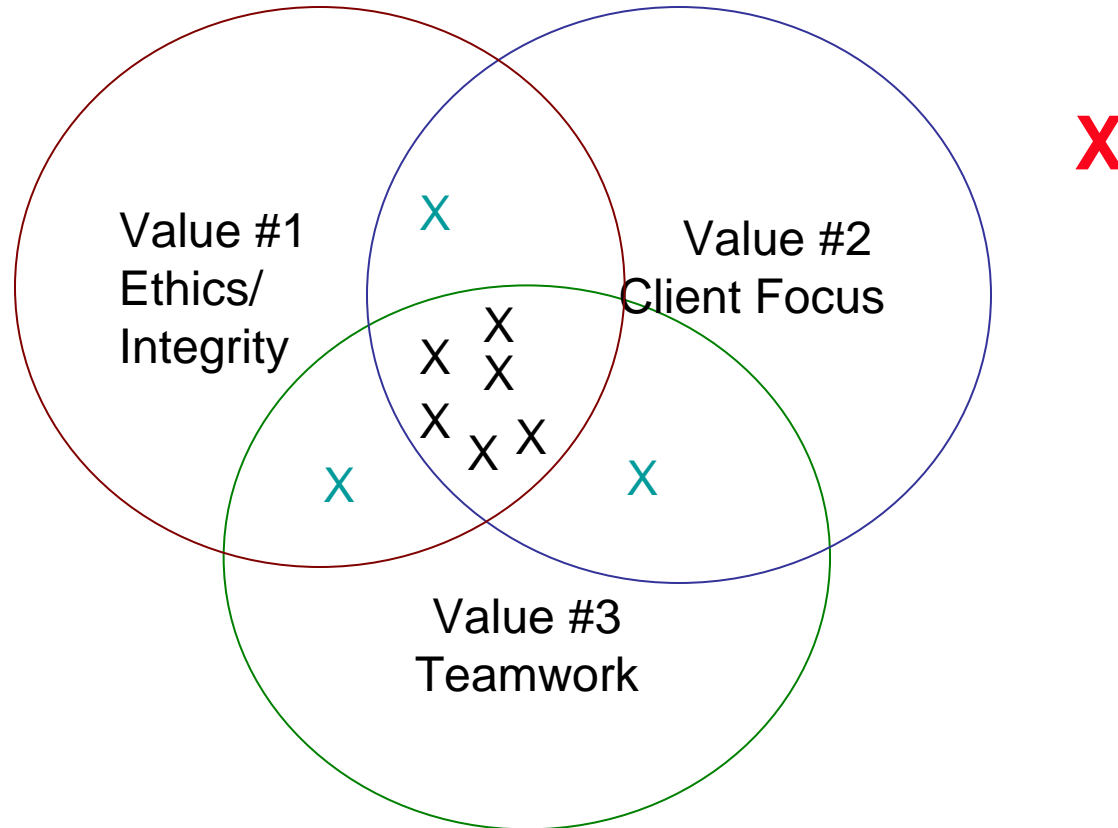 X
X
Value #1
Ethics/
Integrity
Value #2
Client Focus
X
X
X
X
X
X
X
X
X
Value #3
Teamwork